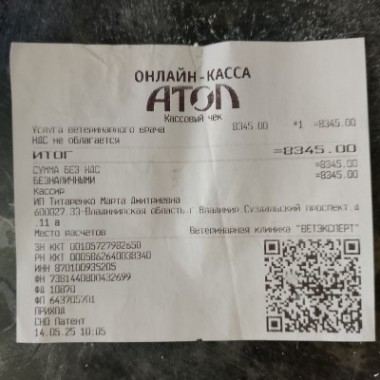 ОНЛАЙН-КАССА
АТОЛ
Кассовый чек
Услуга ветеринарного врача 8345.00 *1 =8345.00
НДС не облагается
ИТОГ =8345.00
СУММА БЕЗ НДС =8345.00
БЕЗНАЛИЧНЫМИ =8345.00
Кассир
ИП Титаренко Марта Дмитриевна
600027.33-Владимирская область.г Владимир Суздальский проспект.д
.11 а
Место расчетов Ветеринарная клиника "ВЕТЭКСПЕРТ"
ЗН ККТ 00105727982650
РН ККТ 0005862640038340
ИНН 870100935205
ФН 7381440800432699
ФД 10870
ФП 643705701
ПРИХОД
СНО Патент
14.05.25 10:05